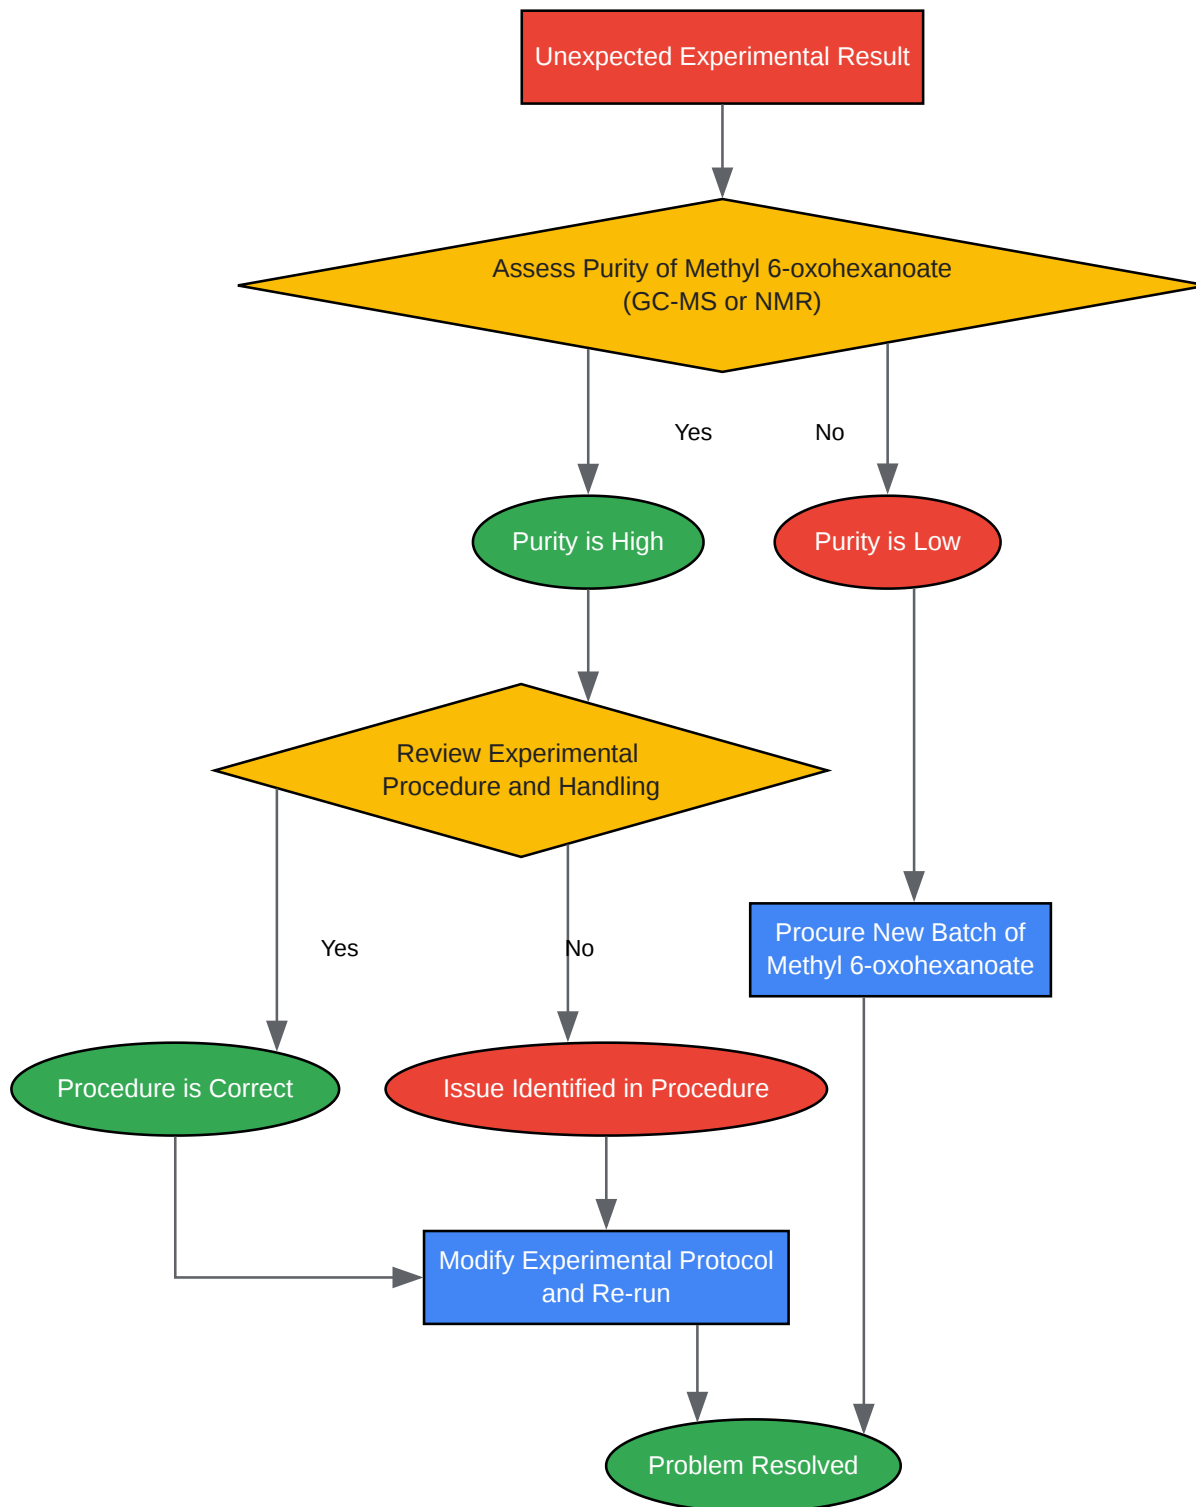 Unexpected Experimental Result
Assess Purity of Methyl 6-oxohexanoate
(GC-MS or NMR)
Yes
No
Purity is High
Purity is Low
Review Experimental
Procedure and Handling
Procure New Batch of
Methyl 6-oxohexanoate
Yes
No
Procedure is Correct
Issue Identified in Procedure
Modify Experimental Protocol
and Re-run
Problem Resolved